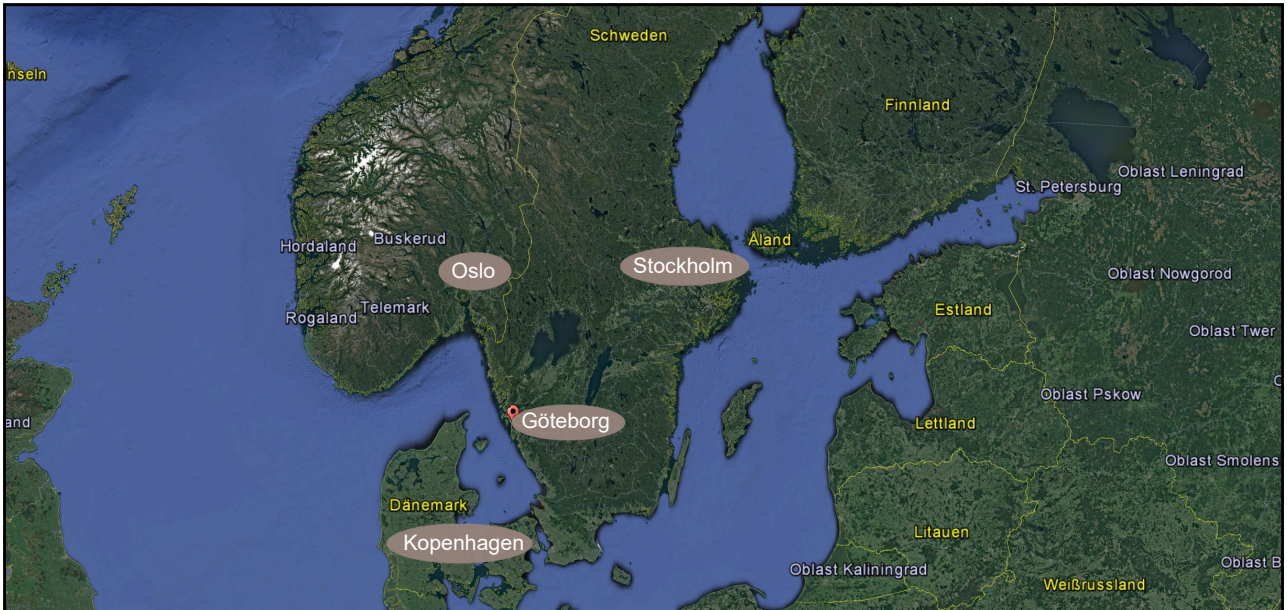 Schweden
nseln
Finnland
Oblast Leningrad
St. Petersburg
Buskerud
Hordaland
Åland
Oslo
Stockholm
Oblast Nowgorod
Telemark
Rogaland
Estland
Oblast Twer
Oblast Pskow
Göteborg
and
Lettland
Oblast Smolens
Dänemark
Litauen
Kopenhagen
Oblast Kaliningrad
Oblast B
Weißrussland